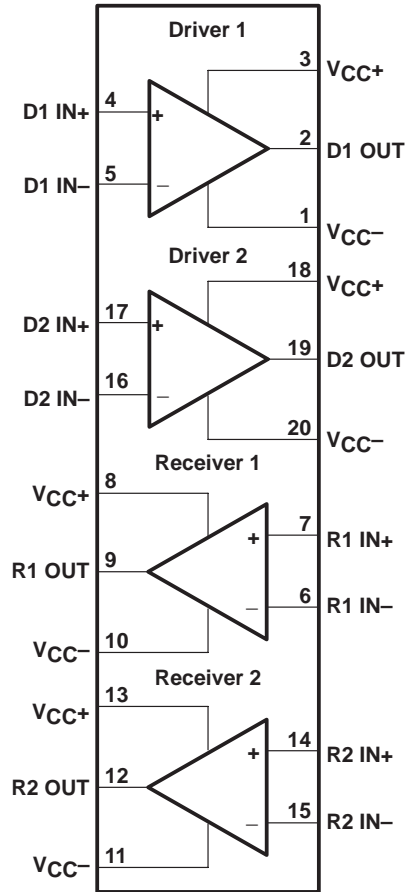 Driver 1
3 VCC+
D1 IN+ 4 +
2 D1 OUT
D1 IN– 5 –
1 VCC–
Driver 2
18 VCC+
D2 IN+ 17 +
19 D2 OUT
D2 IN– 16 –
20 VCC–
Receiver 1
VCC+ 8
+ 7 R1 IN+
R1 OUT 9
– 6 R1 IN–
VCC– 10
Receiver 2
VCC+ 13
+ 14 R2 IN+
R2 OUT 12
– 15 R2 IN–
VCC– 11